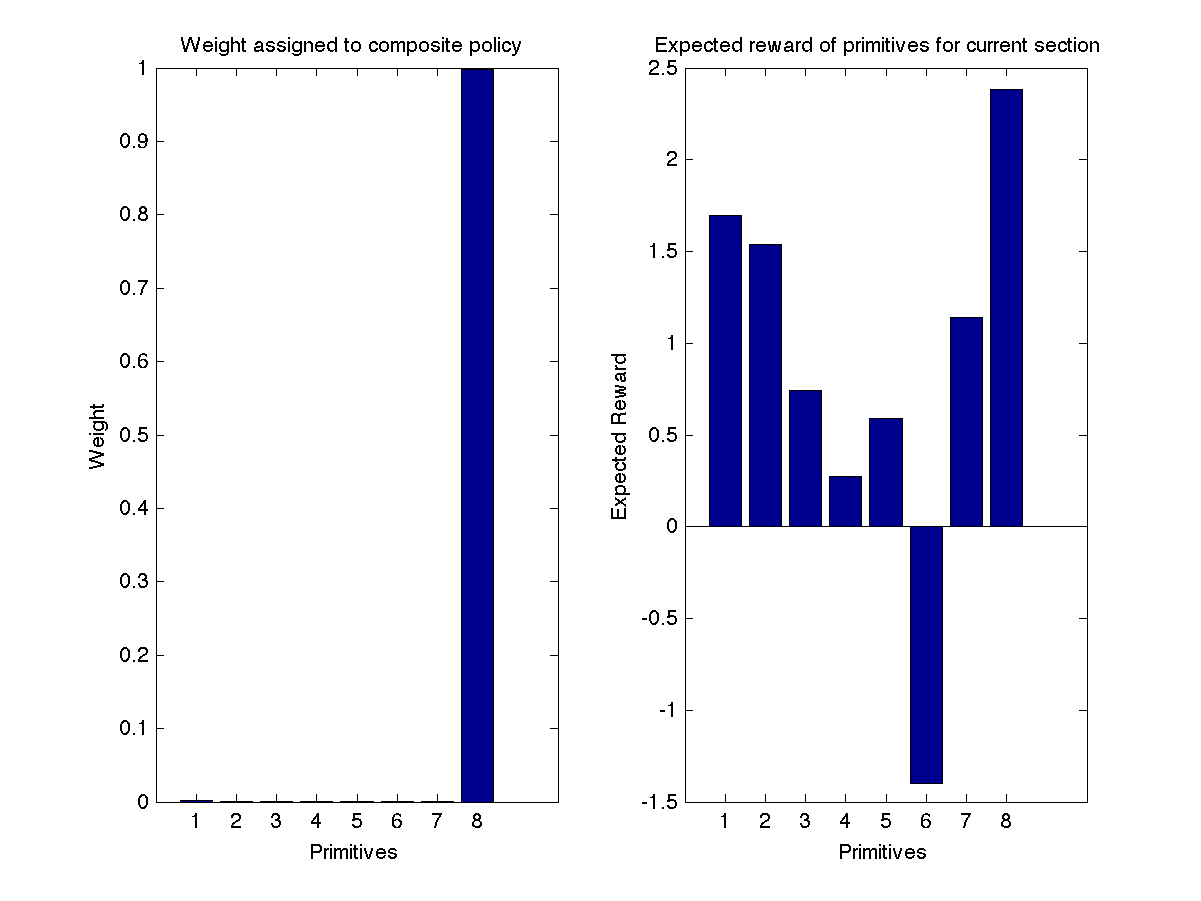 Weight assigned to composite policy
1
0.9
0.8
0.7
0.6
0.5
0.4
0.3
0.2
0.1
0
Weight
1 2 3 4 5 6 7 8
Primitives
Expected reward of primitives for current section
2.5
2
1.5
1
0.5
0
-0.5
-1
-1.5
Expected Reward
1 2 3 4 5 6 7 8
Primitives